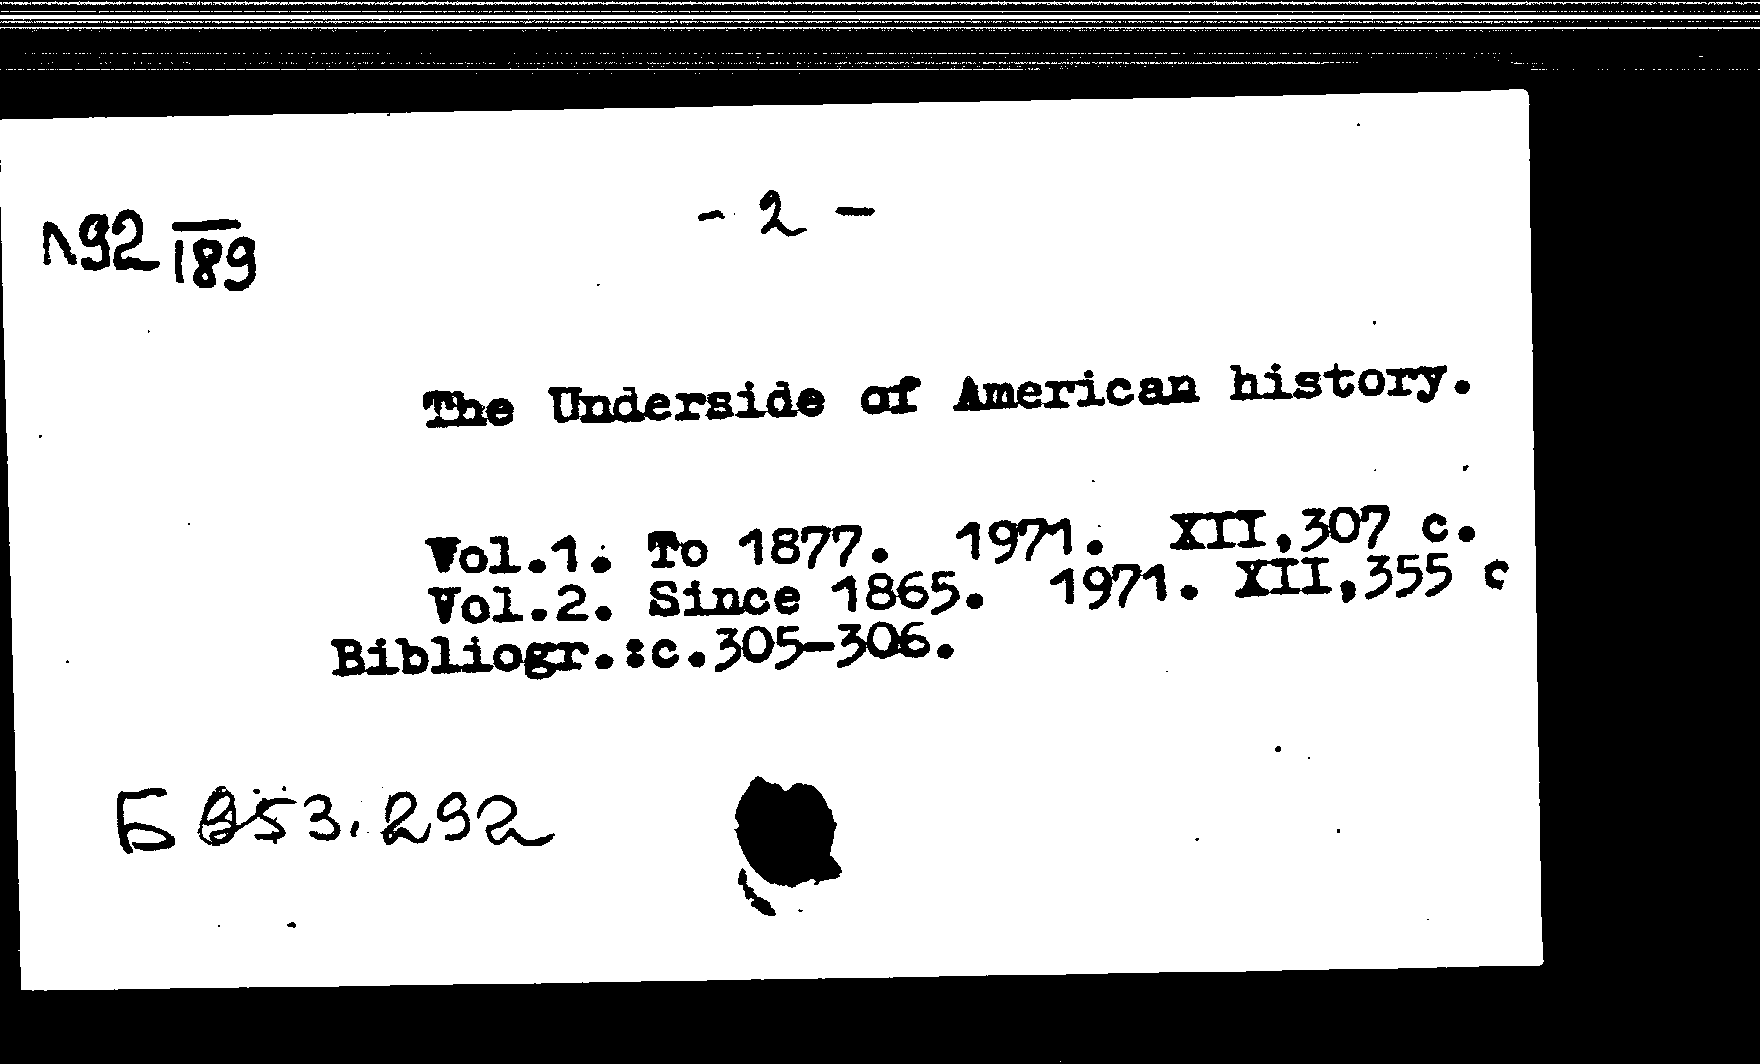 Л92 189
- 2 -
The Underside of American history.
Vol.1. To 1877. 1971. XII,307 c.
Vol.2. Since 1865. 1971. XII,355 c
Bibliogr.:c.305-306.
Б 853.292